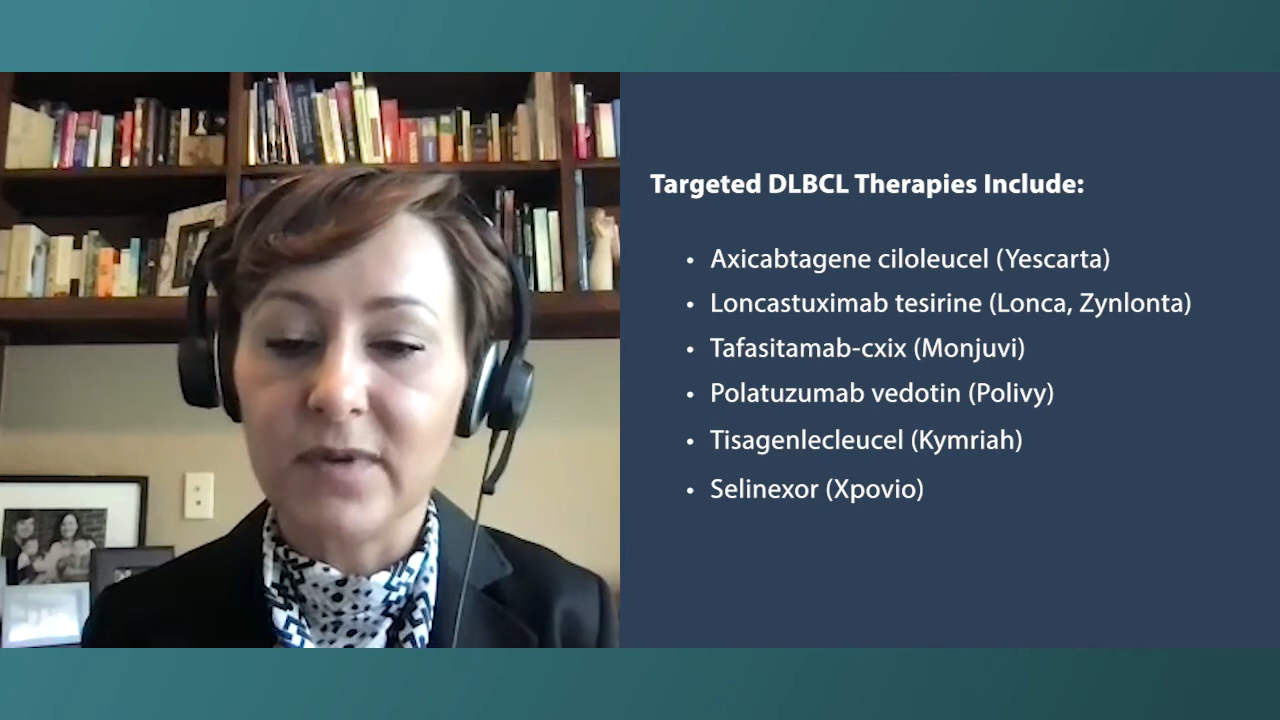 Targeted DLBCL Therapies Include:
• Axicabtagene ciloleucel (Yescarta)
• Loncastuximab tesirine (Lonca, Zynlonta)
• Tafasitamab-cxix (Monjuvi)
• Polatuzumab vedotin (Polivy)
• Tisagenlecleucel (Kymriah)
• Selinexor (Xpovio)